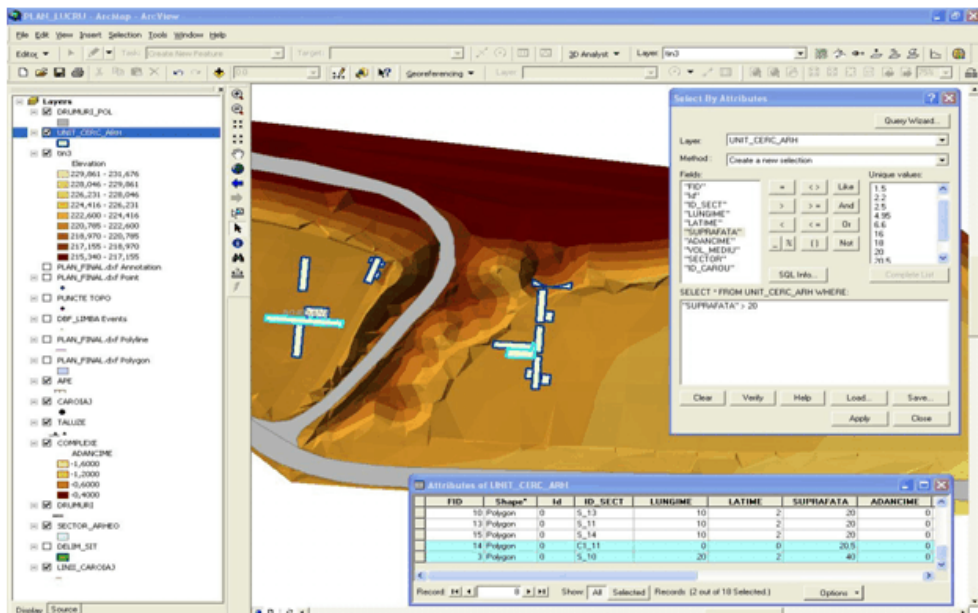 PLAN_LUCRU - ArcMap - ArcView
File Edit View Insert Selection Tools Window Help
Editor Task: Create New Feature Target: 3D Analyst Layer: tin3
Georeferencing Layer:
Layers
DRUMURI_POL
UNIT_CERC_ARH
tin3
Elevation
229,861 - 231,676
228,046 - 229,861
226,231 - 228,046
224,416 - 226,231
222,600 - 224,416
220,785 - 222,600
218,970 - 220,785
217,155 - 218,970
215,340 - 217,155
PLAN_FINAL.dxf Annotation
PLAN_FINAL.dxf Point
PUNCTE TOPO
DBF_LIMBA Events
PLAN_FINAL.dxf Polyline
PLAN_FINAL.dxf Polygon
APE
CAROIAJ
TALUZE
COMPLEXE
ADANCIME
-1,6000
-1,2000
-0,6000
-0,4000
DRUMURI
SECTOR_ARHEO
DELIM_SIT
LINII_CAROIAJ
Display Source
Select By Attributes
Query Wizard...
Layer: UNIT_CERC_ARH
Method: Create a new selection
Fields: Unique values:
"FID"
"Id"
"ID_SECT"
"LUNGIME"
"LATIME"
"SUPRAFATA"
"ADANCIME"
"VOL_MEDIU"
"SECTOR"
"ID_CAROU"
= <> Like
> >= And
< <= Or
_ % () Not
1.5
2.2
2.5
4.95
6.6
16
18
20
20.5
SQL Info... Complete List
SELECT * FROM UNIT_CERC_ARH WHERE:
"SUPRAFATA" > 20
Clear Verify Help Load... Save...
Apply Close
Attributes of UNIT_CERC_ARH
FID Shape* Id ID_SECT LUNGIME LATIME SUPRAFATA ADANCIME
10 Polygon 0 S_13 10 2 20 0
13 Polygon 0 S_11 10 2 20 0
15 Polygon 0 S_14 10 2 20 0
14 Polygon 0 C1_11 0 0 20,5 0
3 Polygon 0 S_10 20 2 40 0
Record: 8 Show: All Selected Records (2 out of 18 Selected.) Options